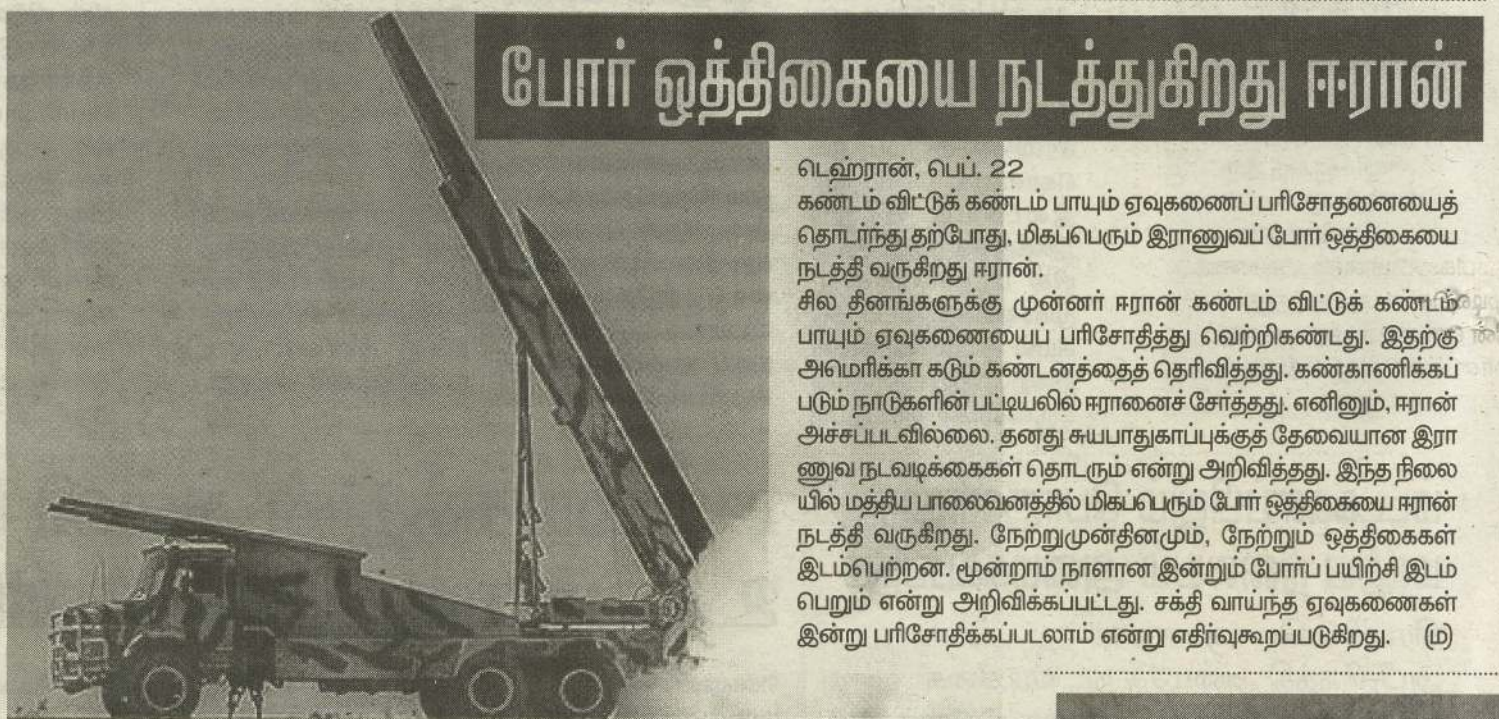 போர் ஒத்திகையை நடத்துகிறது ஈரான்
டெஹ்ரான், பெப். 22
கண்டம் விட்டுக் கண்டம் பாயும் ஏவுகணைப் பரிசோதனையைத்
தொடர்ந்து தற்போது, மிகப்பெரும் இராணுவப் போர் ஒத்திகையை
நடத்தி வருகிறது ஈரான்.
சில தினங்களுக்கு முன்னர் ஈரான் கண்டம் விட்டுக் கண்டம்
பாயும் ஏவுகணையைப் பரிசோதித்து வெற்றிகண்டது. இதற்கு
அமெரிக்கா கடும் கண்டனத்தைத் தெரிவித்தது. கண்காணிக்கப்
படும் நாடுகளின் பட்டியலில் ஈரானைச் சேர்த்தது. எனினும், ஈரான்
அச்சப்படவில்லை. தனது சுயபாதுகாப்புக்குத் தேவையான இரா
ணுவ நடவடிக்கைகள் தொடரும் என்று அறிவித்தது. இந்த நிலை
யில் மத்திய பாலைவனத்தில் மிகப்பெரும் போர் ஒத்திகையை ஈரான்
நடத்தி வருகிறது. நேற்றுமுன்தினமும், நேற்றும் ஒத்திகைகள்
இடம்பெற்றன. மூன்றாம் நாளான இன்றும் போர்ப் பயிற்சி இடம்
பெறும் என்று அறிவிக்கப்பட்டது. சக்தி வாய்ந்த ஏவுகணைகள்
இன்று பரிசோதிக்கப்படலாம் என்று எதிர்வுகூறப்படுகிறது. (ம)